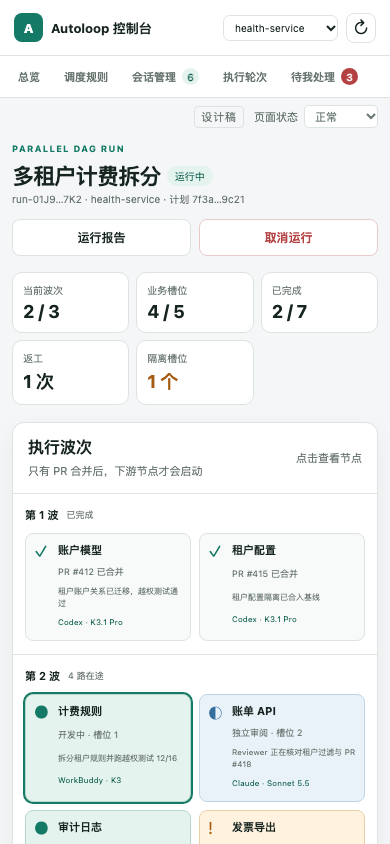 A Autoloop 控制台 health-service
总览 调度规则 会话管理 6 执行轮次 待我处理 3
设计稿 页面状态 正常
PARALLEL DAG RUN
多租户计费拆分 运行中
run-01J9…7K2 · health-service · 计划 7f3a…9c21
运行报告 取消运行
当前波次 业务槽位 已完成
2 / 3 4 / 5 2 / 7
返工 隔离槽位
1 次 1 个
执行波次
只有 PR 合并后，下游节点才会启动
点击查看节点
第 1 波 已完成
账户模型
PR #412 已合并
租户账户关系已迁移，越权测试通
过
Codex · K3.1 Pro
租户配置
PR #415 已合并
租户配置隔离已合入基线
Codex · K3.1 Pro
第 2 波 4 路在途
计费规则
开发中 · 槽位 1
拆分租户规则并跑越权测试 12/16
WorkBuddy · K3
账单 API
独立审阅 · 槽位 2
Reviewer 正在核对租户过滤与 PR
#418
Claude · Sonnet 5.5
审计日志
! 发票导出